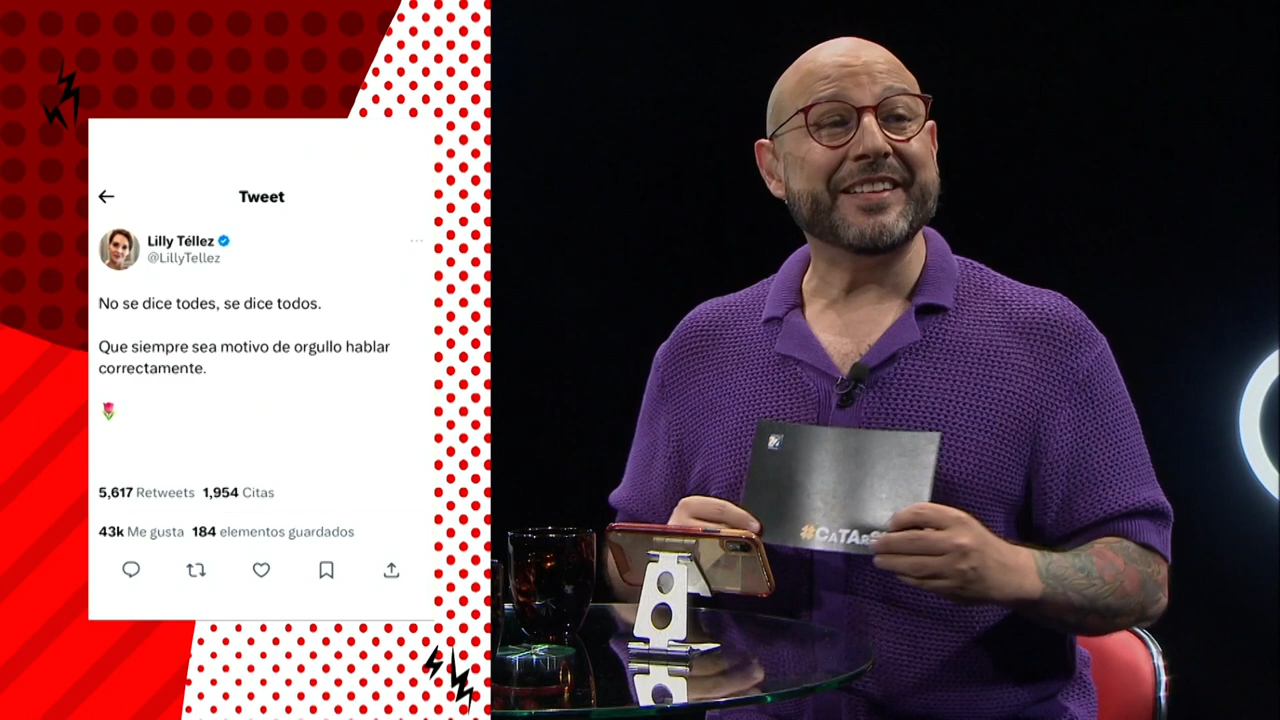 Tweet
Lilly Téllez
@LillyTellez
No se dice todes, se dice todos.
Que siempre sea motivo de orgullo hablar
correctamente.
5,617 Retweets 1,954 Citas
43k Me gusta 184 elementos guardados